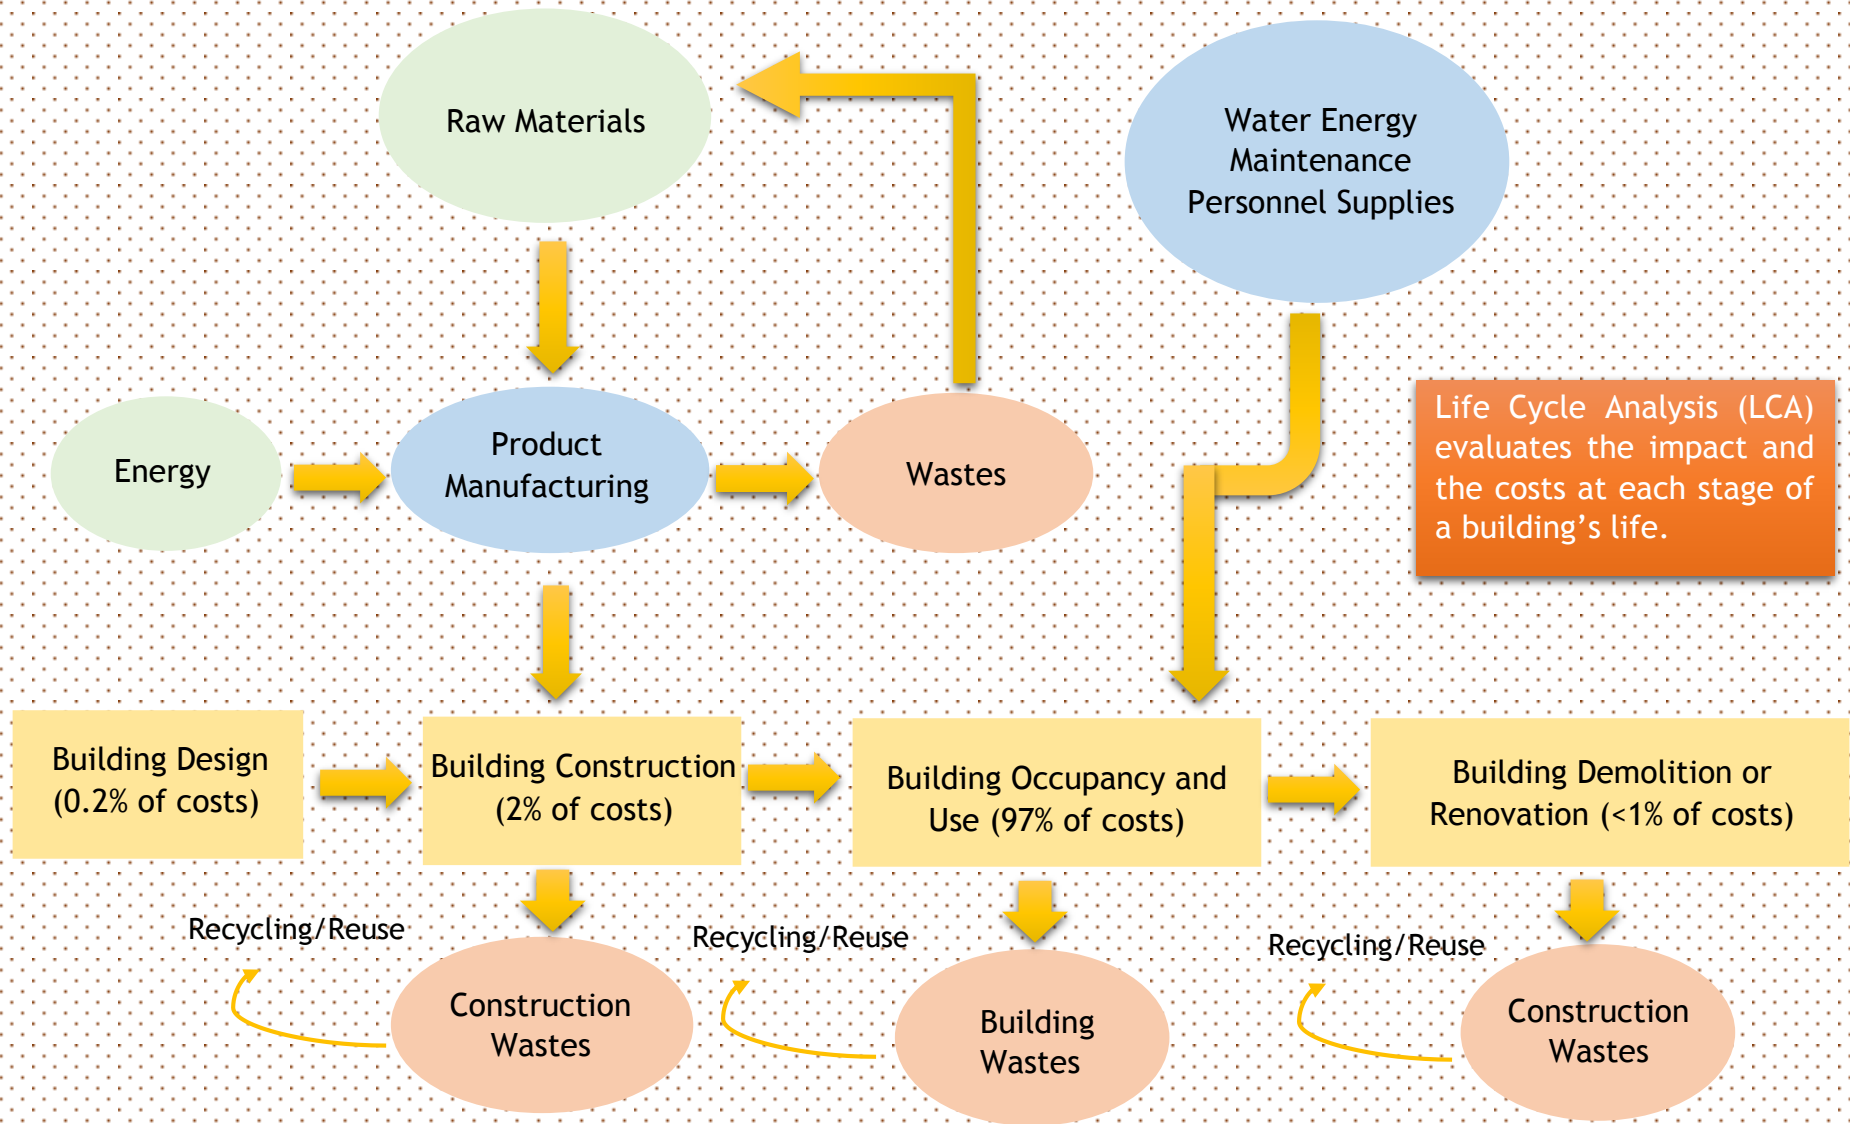 Raw Materials
Water Energy
Maintenance
Personnel Supplies
Life Cycle Analysis (LCA)
evaluates the impact and
the costs at each stage of
a building’s life.
Energy
Product
Manufacturing
Wastes
Building Design
(0.2% of costs)
Building Construction
(2% of costs)
Building Occupancy and
Use (97% of costs)
Building Demolition or
Renovation (<1% of costs)
Recycling/Reuse
Construction
Wastes
Recycling/Reuse
Building
Wastes
Recycling/Reuse
Construction
Wastes